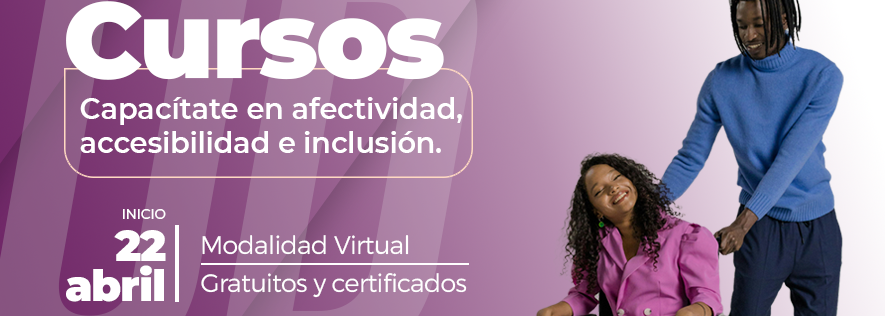 Cursos
Capacítate en afectividad,
accesibilidad e inclusión.
INICIO
22
abril
Modalidad Virtual
Gratuitos y certificados